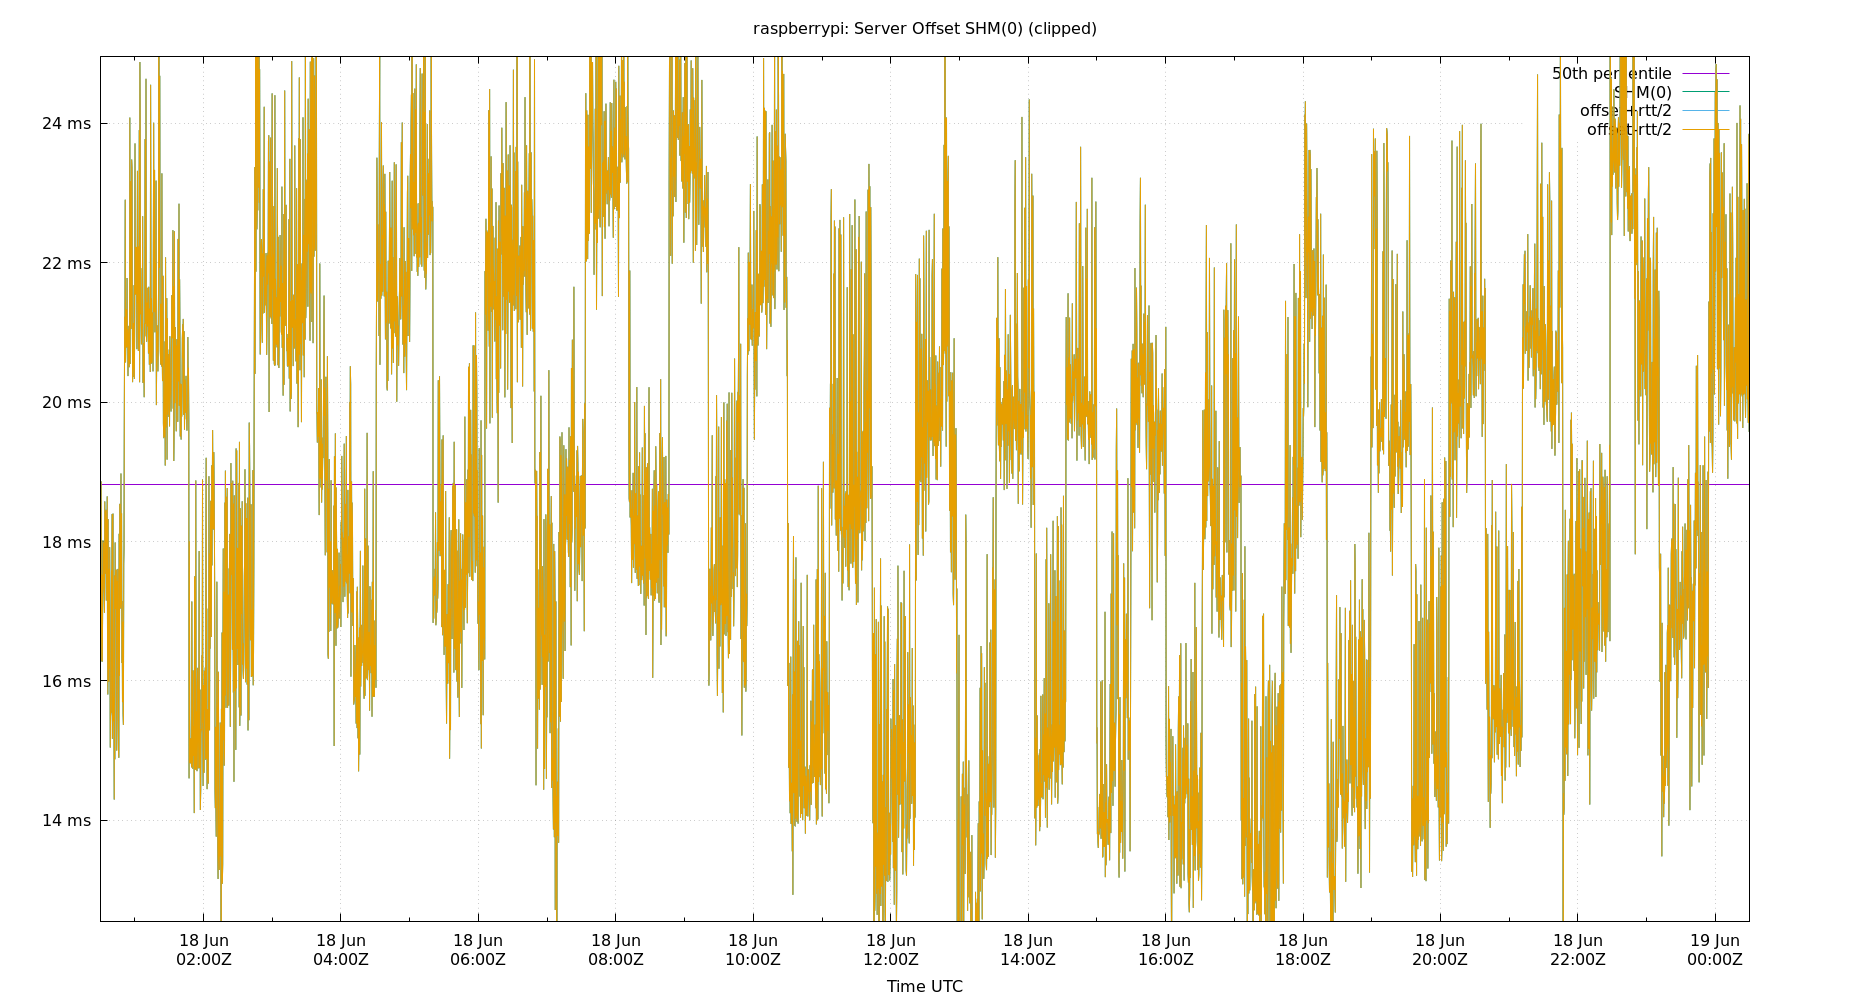 raspberrypi: Server Offset SHM(0) (clipped)
50th percentile
SHM(0)
offset+rtt/2
offset-rtt/2
24 ms
22 ms
20 ms
18 ms
16 ms
14 ms
18 Jun 18 Jun 18 Jun 18 Jun 18 Jun 18 Jun 18 Jun 18 Jun 18 Jun 18 Jun 18 Jun 19 Jun
02:00Z 04:00Z 06:00Z 08:00Z 10:00Z 12:00Z 14:00Z 16:00Z 18:00Z 20:00Z 22:00Z 00:00Z
Time UTC